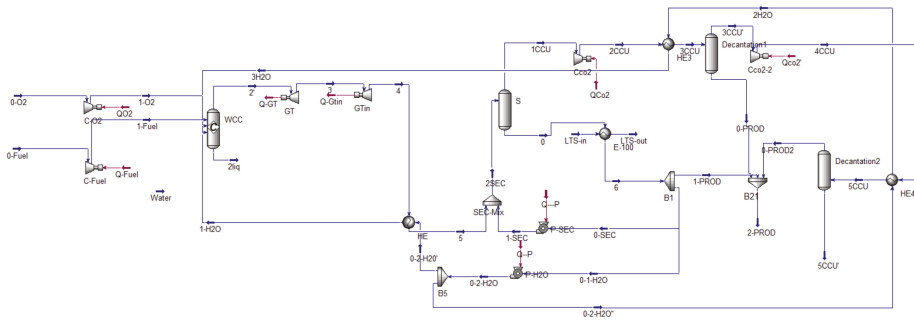 2H2O
3CCU'
1CCU
2CCU
3CCU
Decantation1
4CCU
HE3
Cco2
Cco2-2
Qco2'
3H2O
QCo2
0-O2
1-O2
2'
3
4
C-O2
QO2
Q-GT
GT
Q-Gtin
GTin
WCC
S
C
1-Fuel
0-PROD
0
LTS-in
LTS-out
E-100
0-Fuel
0-PROD2
Decantation2
C-Fuel
Q-Fuel
2liq
Water
2SEC
6
1-PROD
5CCU
HE4
B1
B21
SEC-Mix
Q---P
1-H2O
HE
5
1-SEC
P-SEC
0-SEC
2-PROD
5CCU'
0-2-H20'
Q---P
B5
0-2-H2O
P-H2O
0-1-H2O
0-2-H2O"